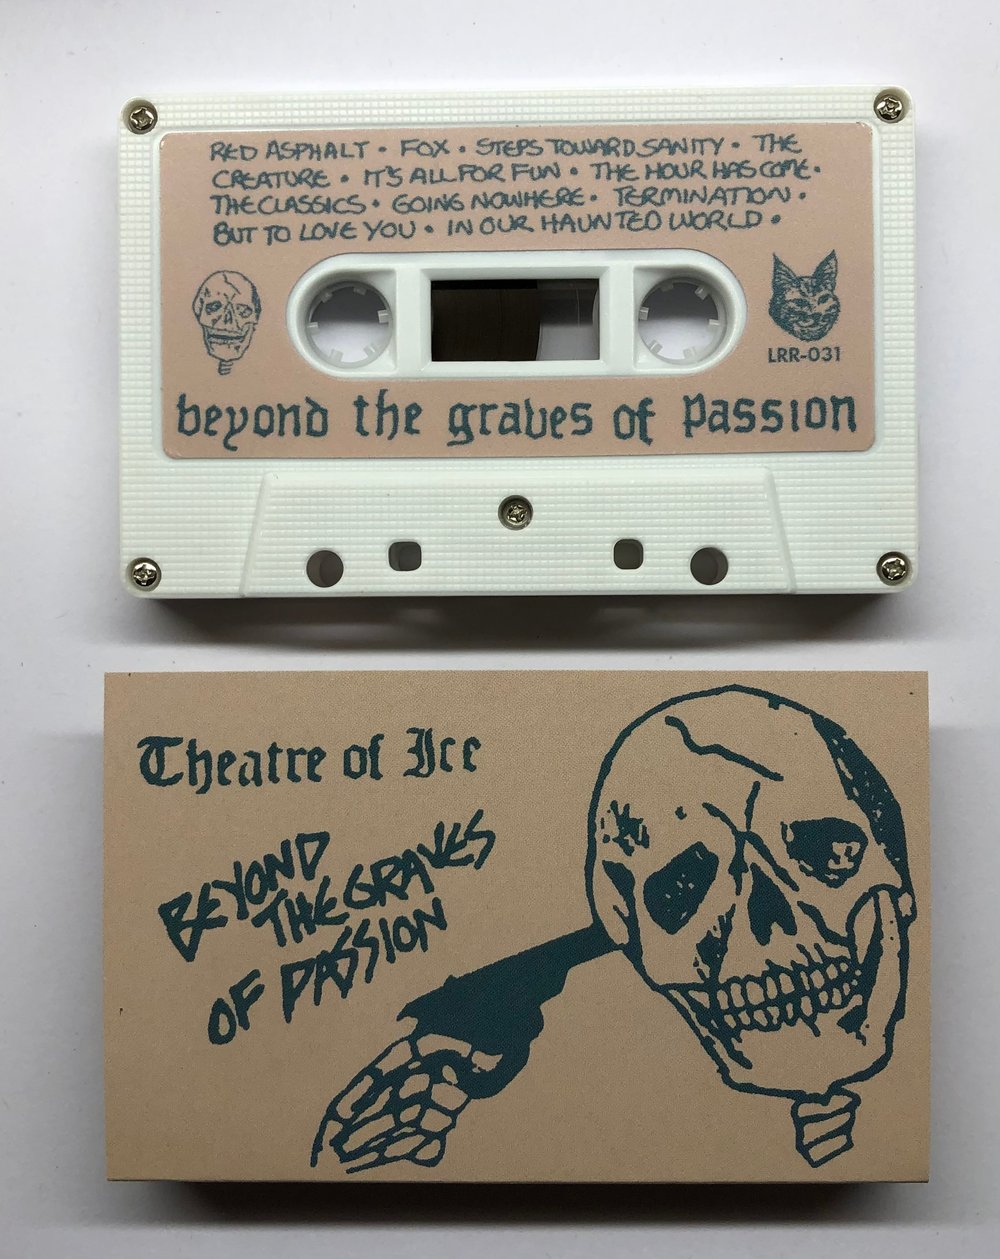 RED ASPHALT • FOX • STEPS TOWARD SANITY • THE
CREATURE • IT'S ALL FOR FUN • THE HOUR HAS COME •
THE CLASSICS • GOING NOWHERE • TERMINATION •
BUT TO LOVE YOU • IN OUR HAUNTED WORLD •
LRR-031
beyond the graves of passion
Theatre of Ice
BEYOND
THE GRAVES
OF PASSION